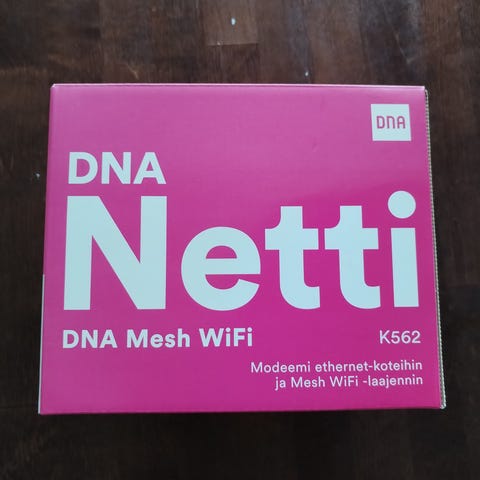 DNA
DNA
Netti
DNA Mesh WiFi
K562
Modeemi ethernet-koteihin
ja Mesh WiFi -laajennin